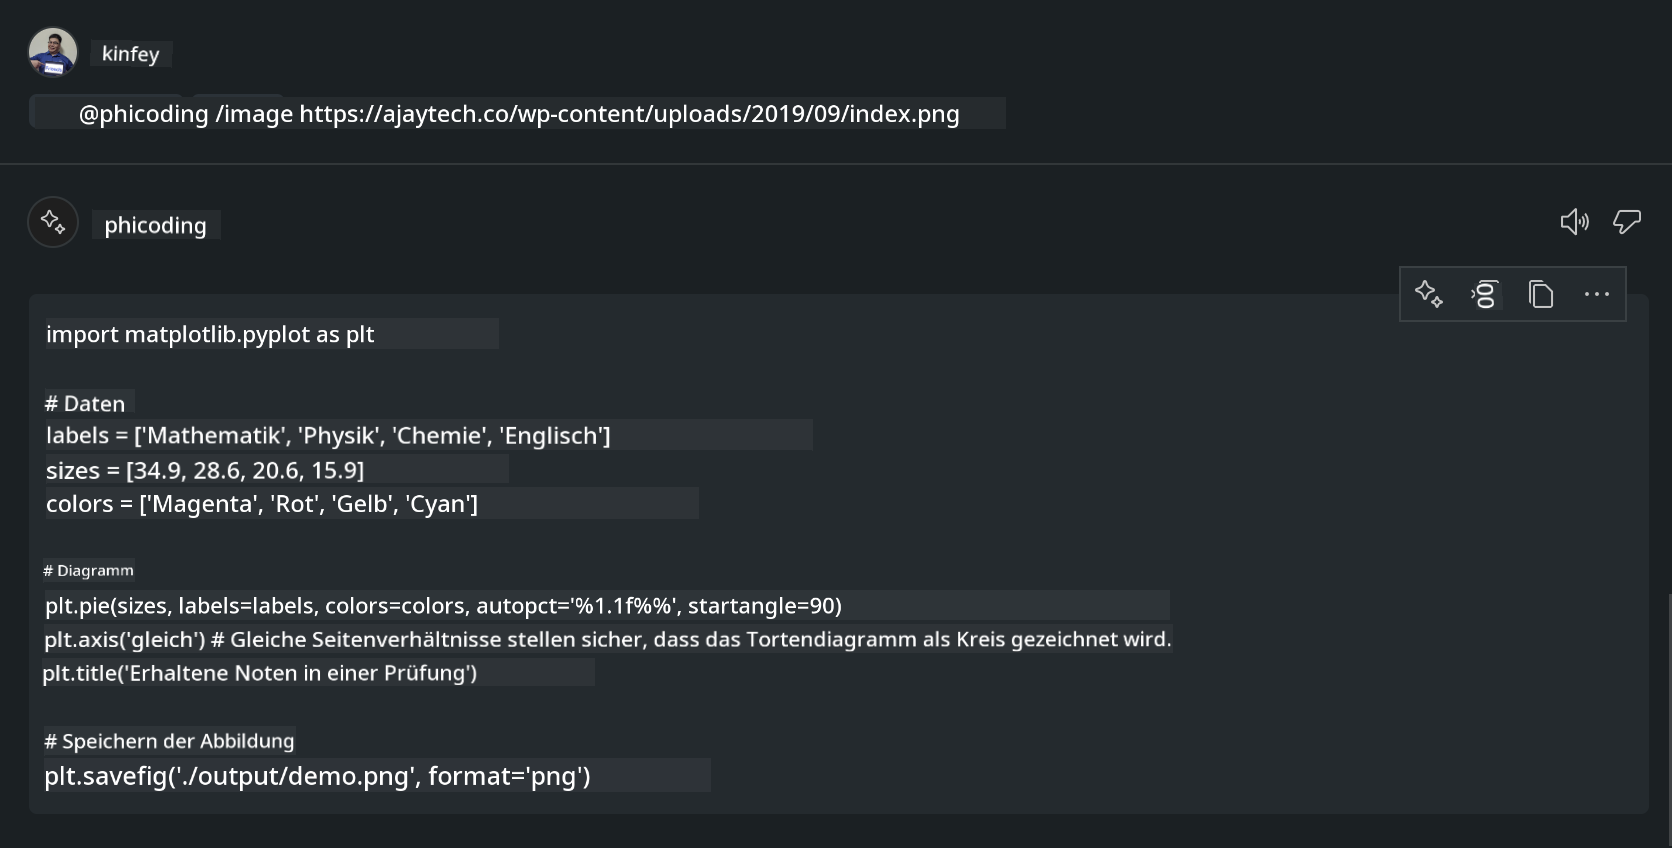 kinfey
@phicoding /image https://ajaytech.co/wp-content/uploads/2019/09/index.png
phicoding
import matplotlib.pyplot as plt
# Daten
labels = ['Mathematik', 'Physik', 'Chemie', 'Englisch']
sizes = [34.9, 28.6, 20.6, 15.9]
colors = ['Magenta', 'Rot', 'Gelb', 'Cyan']
# Diagramm
plt.pie(sizes, labels=labels, colors=colors, autopct='%1.1f%%', startangle=90)
plt.axis('gleich') # Gleiche Seitenverhältnisse stellen sicher, dass das Tortendiagramm als Kreis gezeichnet wird.
plt.title('Erhaltene Noten in einer Prüfung')
# Speichern der Abbildung
plt.savefig('./output/demo.png', format='png')